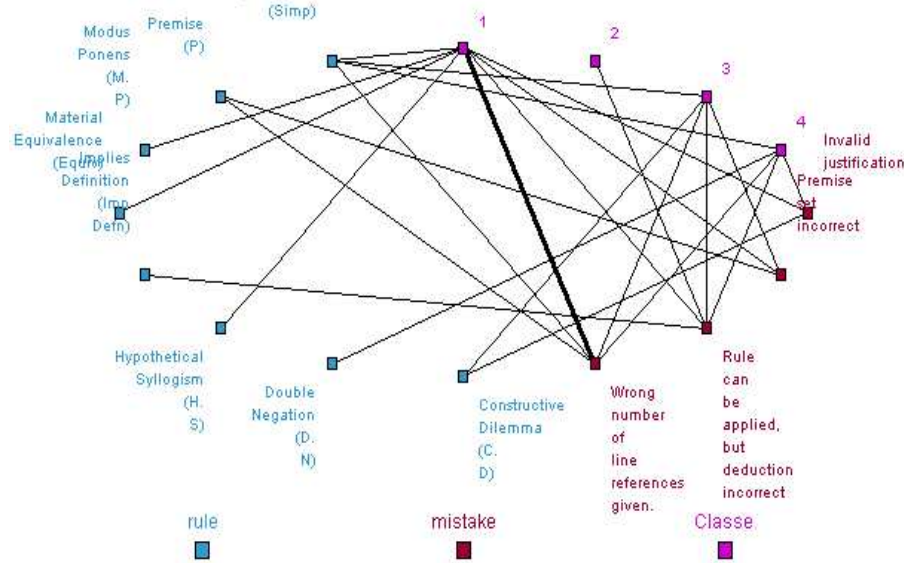 (Simp)
Premise
(P)
Modus
Ponens
(M.
P)
Material
Equivalence
(Equiv)
Implies
Definition
(Imp
Defn)
1
2
3
4
Invalid
justification
Premise
set
incorrect
Hypothetical
Syllogism
(H.
S)
Double
Negation
(D.
N)
Constructive
Dilemma
(C.
D)
Wrong
number
of
line
references
given.
Rule
can
be
applied,
but
deduction
incorrect
rule
mistake
Classe